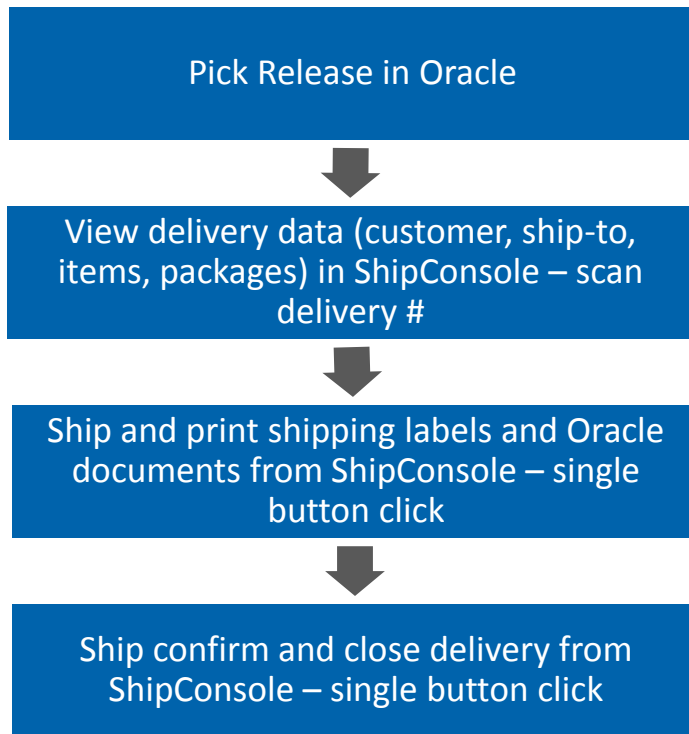 Pick Release in Oracle
View delivery data (customer, ship-to,
items, packages) in ShipConsole – scan
delivery #
Ship and print shipping labels and Oracle
documents from ShipConsole – single
button click
Ship confirm and close delivery from
ShipConsole – single button click